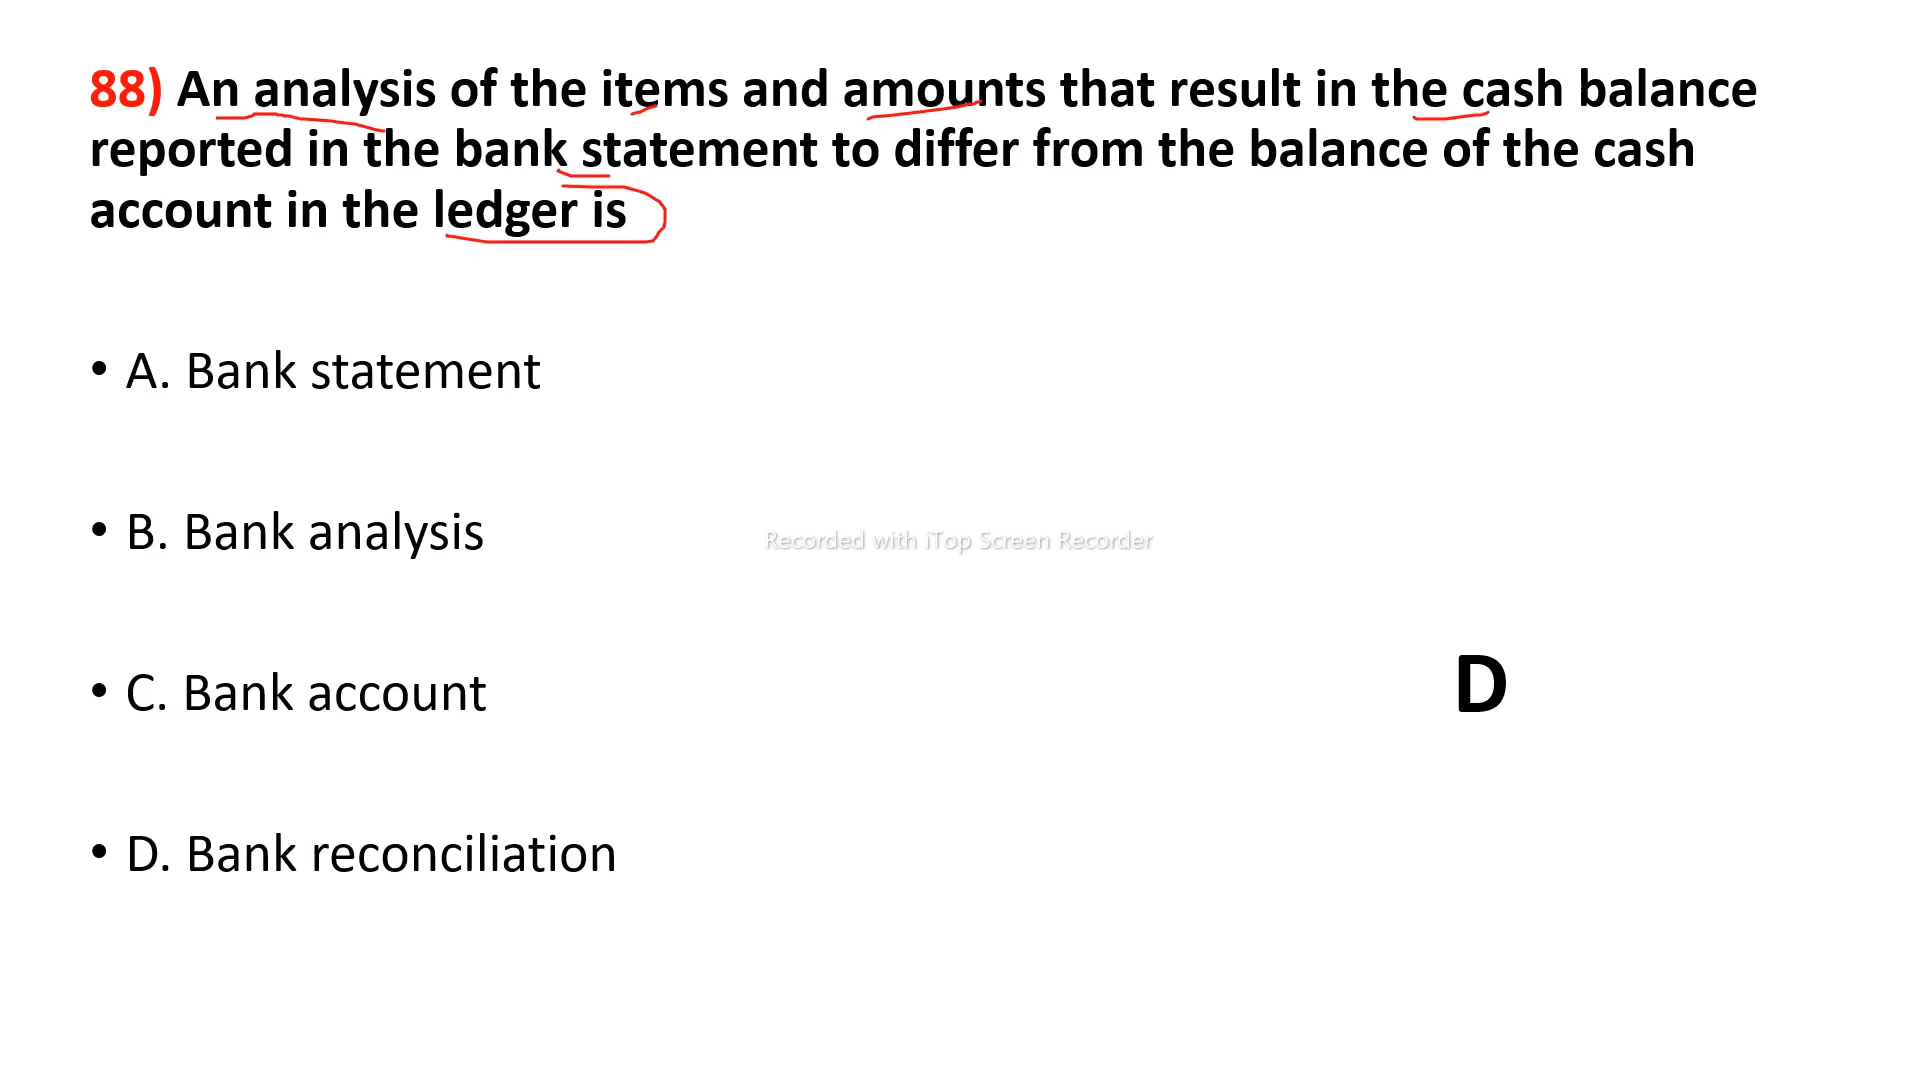 88) An analysis of the items and amounts that result in the cash balance
reported in the bank statement to differ from the balance of the cash
account in the ledger is
• A. Bank statement
• B. Bank analysis
Recorded with iTop Screen Recorder
• C. Bank account
D
• D. Bank reconciliation